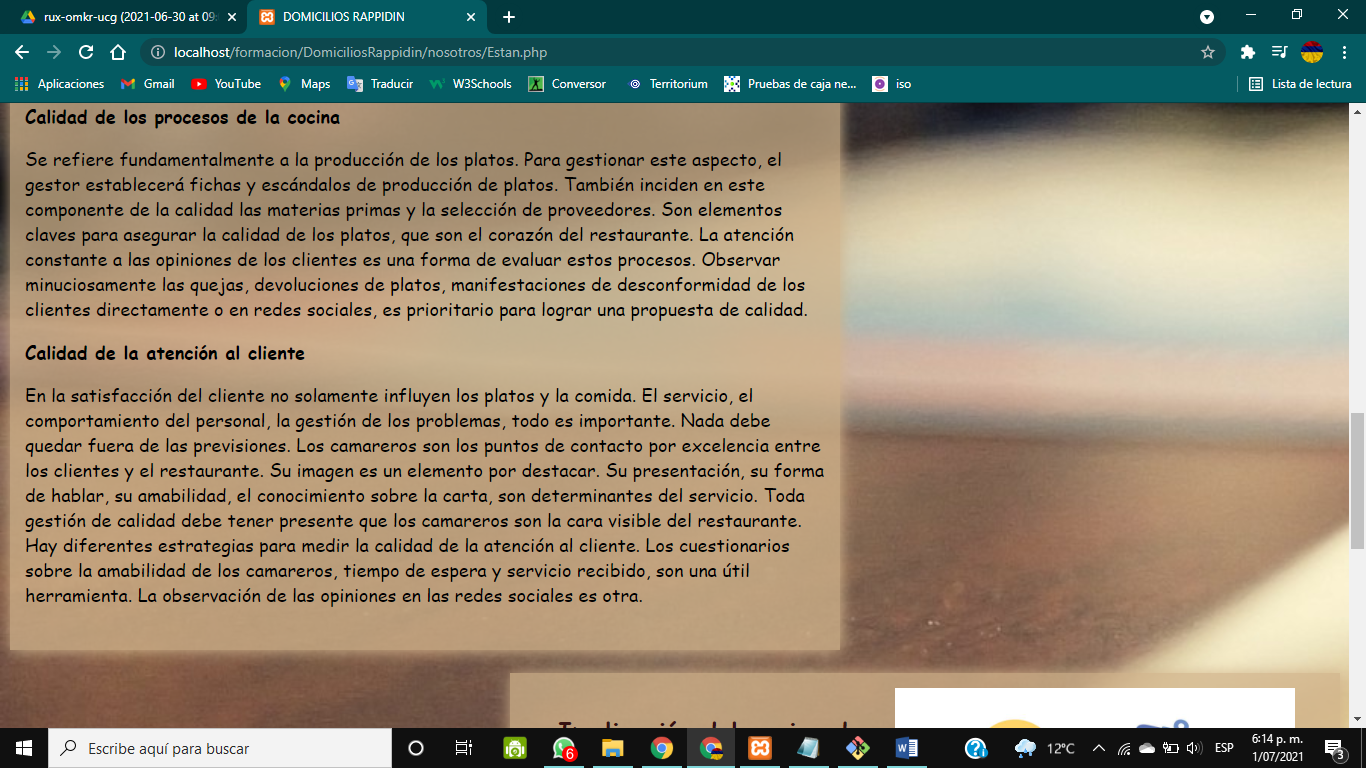 rux-omkr-ucg (2021-06-30 at 09:
DOMICILIOS RAPPIDIN
localhost/formacion/DomiciliosRappidin/nosotros/Estan.php
Aplicaciones Gmail YouTube Maps Traducir W3Schools Conversor Territorium Pruebas de caja ne... iso Lista de lectura
Calidad de los procesos de la cocina
Se refiere fundamentalmente a la producción de los platos. Para gestionar este aspecto, el
gestor establecerá fichas y escándalos de producción de platos. También inciden en este
componente de la calidad las materias primas y la selección de proveedores. Son elementos
claves para asegurar la calidad de los platos, que son el corazón del restaurante. La atención
constante a las opiniones de los clientes es una forma de evaluar estos procesos. Observar
minuciosamente las quejas, devoluciones de platos, manifestaciones de desconformidad de los
clientes directamente o en redes sociales, es prioritario para lograr una propuesta de calidad.
Calidad de la atención al cliente
En la satisfacción del cliente no solamente influyen los platos y la comida. El servicio, el
comportamiento del personal, la gestión de los problemas, todo es importante. Nada debe
quedar fuera de las previsiones. Los camareros son los puntos de contacto por excelencia entre
los clientes y el restaurante. Su imagen es un elemento por destacar. Su presentación, su forma
de hablar, su amabilidad, el conocimiento sobre la carta, son determinantes del servicio. Toda
gestión de calidad debe tener presente que los camareros son la cara visible del restaurante.
Hay diferentes estrategias para medir la calidad de la atención al cliente. Los cuestionarios
sobre la amabilidad de los camareros, tiempo de espera y servicio recibido, son una útil
herramienta. La observación de las opiniones en las redes sociales es otra.
Escribe aquí para buscar
6
12°C
ESP
6:14 p. m.
1/07/2021
3